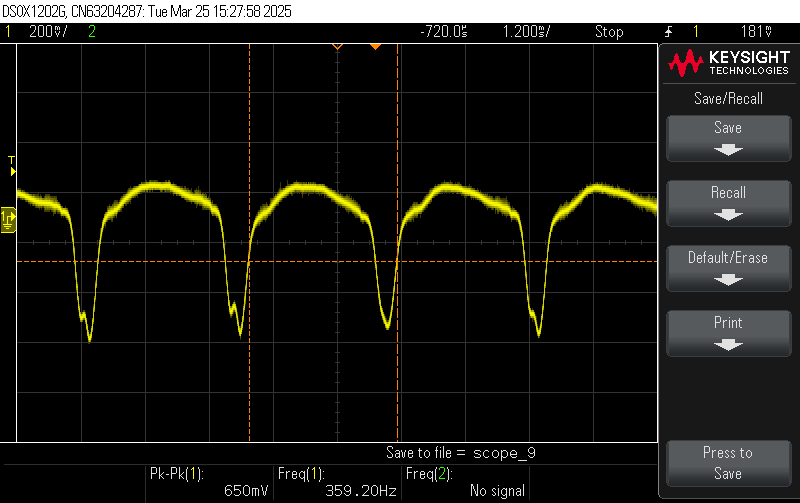 DSOX1202G, CN63204287: Tue Mar 25 15:27:58 2025
1 200V/ 2 -720.0s 1.200s/ Stop 1 181V
KEYSIGHT
TECHNOLOGIES
Save/Recall
Save
Recall
Default/Erase
Print
T
1
Save to file = scope_9
Press to
Save
Pk-Pk(1): Freq(1): Freq(2):
650mV 359.20Hz No signal